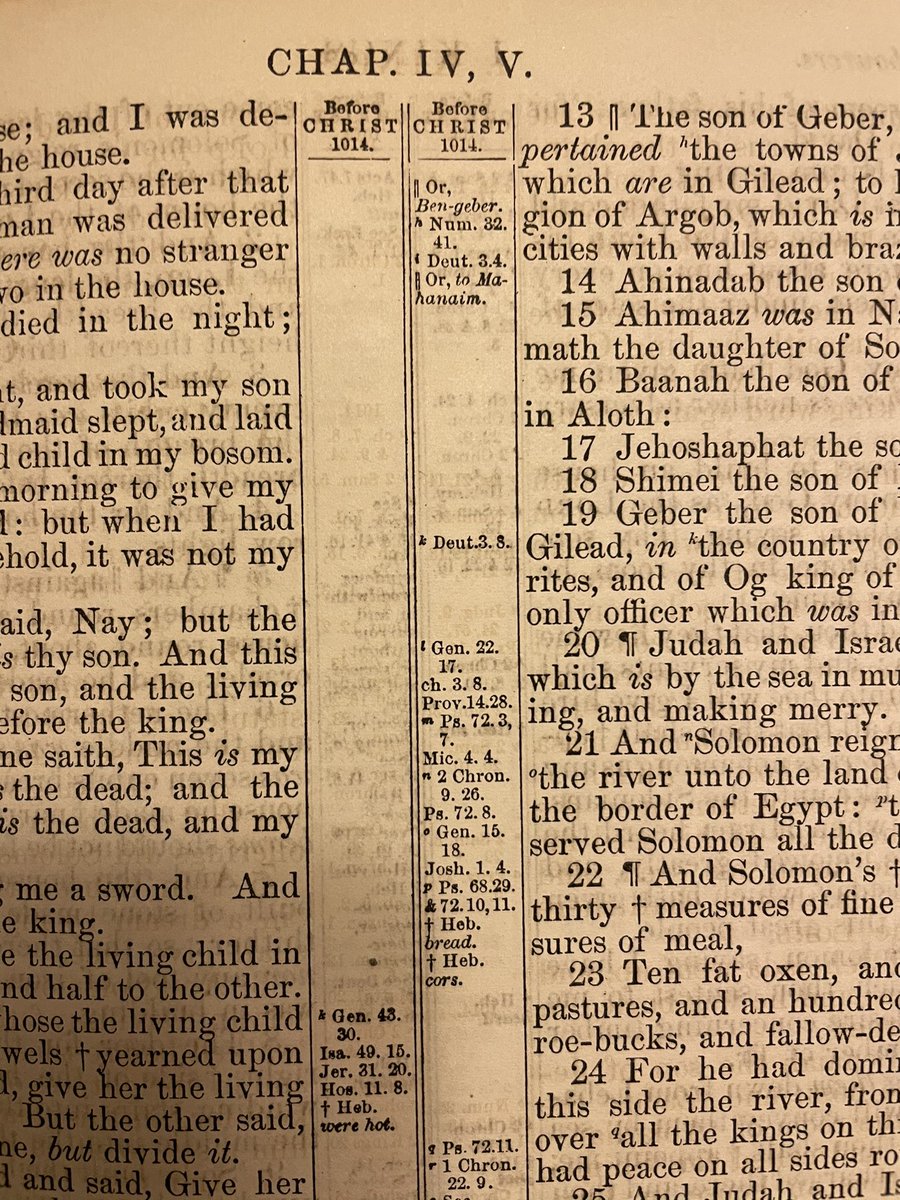 CHAP. IV, V.
se; and I was de-
he house.
hird day after that
man was delivered
ere was no stranger
wo in the house.
died in the night;
t, and took my son
dmaid slept, and laid
d child in my bosom.
morning to give my
l: but when I had
ehold, it was not my
aid, Nay; but the
is thy son. And this
son, and the living
efore the king.
ne saith, This is my
s the dead; and the
is the dead, and my
g me a sword. And
e king.
e the living child in
nd half to the other.
hose the living child
wels † yearned upon
d, give her the living
But the other said,
ne, but divide it.
d and said, Give her
Before
CHRIST
1014.
k Gen. 43.
30.
Isa. 49. 15.
Jer. 31. 20.
Hos. 11. 8.
† Heb.
were hot.
Before
CHRIST
1014.
‖ Or,
Ben-geber.
h Num. 32.
41.
i Deut. 3.4.
‖ Or, to Ma-
hanaim.
k Deut.3. 8.
l Gen. 22.
17.
ch. 3. 8.
Prov.14.28.
m Ps. 72.3,
7.
Mic. 4. 4.
n 2 Chron.
9. 26.
Ps. 72. 8.
o Gen. 15.
18.
Josh. 1. 4.
p Ps. 68.29.
& 72.10,11.
† Heb.
bread.
† Heb.
cors.
q Ps. 72.11.
r 1 Chron.
22. 9.
13 ‖ The son of Geber,
pertained h the towns of
which are in Gilead; to
gion of Argob, which is
cities with walls and braz
14 Ahinadab the son
15 Ahimaaz was in Na
math the daughter of So
16 Baanah the son of
in Aloth:
17 Jehoshaphat the so
18 Shimei the son of
19 Geber the son of
Gilead, in k the country o
rites, and of Og king of
only officer which was in
20 ¶ Judah and Israe
which is by the sea in mu
ing, and making merry.
21 And n Solomon reign
o the river unto the land
the border of Egypt: p t
served Solomon all the d
22 ¶ And Solomon's †
thirty † measures of fine
sures of meal,
23 Ten fat oxen, and
pastures, and an hundred
roe-bucks, and fallow-de
24 For he had domin
this side the river, from
over q all the kings on thi
had peace on all sides ro
25 And Judah and Is